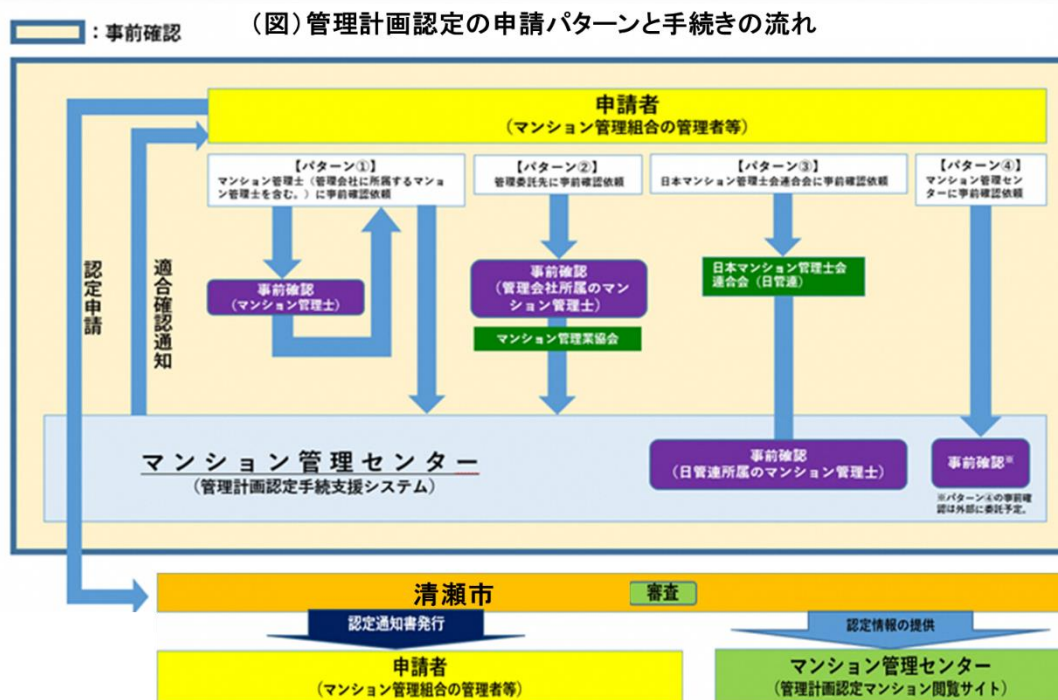 (図)管理計画認定の申請パターンと手続きの流れ
：事前確認
申請者
(マンション管理組合の管理者等)
【パターン①】
マンション管理士（管理会社に所属するマンション管理士を含む。）に事前確認依頼
【パターン②】
管理委託先に事前確認依頼
【パターン③】
日本マンション管理士会連合会に事前確認依頼
【パターン④】
マンション管理セン
ターに事前確認依頼
認定申請
適合確認通知
事前確認
(マンション管理士)
事前確認
(管理会社所属のマン
ション管理士)
マンション管理業協会
日本マンション管理士会
連合会（日管連）
マンション管理センター
(管理計画認定手続支援システム)
事前確認
(日管連所属のマンション管理士)
事前確認※
※パターン④の事前確
認は外部に委託予定。
清瀬市
審査
認定通知書発行
認定情報の提供
申請者
(マンション管理組合の管理者等)
マンション管理センター
(管理計画認定マンション閲覧サイト)